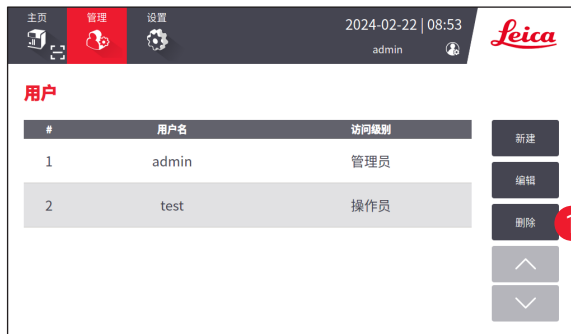 主页 管理 设置
2024-02-22 | 08:53
admin
Leica
用户
# 用户名 访问级别
1 admin 管理员
2 test 操作员
新建
编辑
删除
1